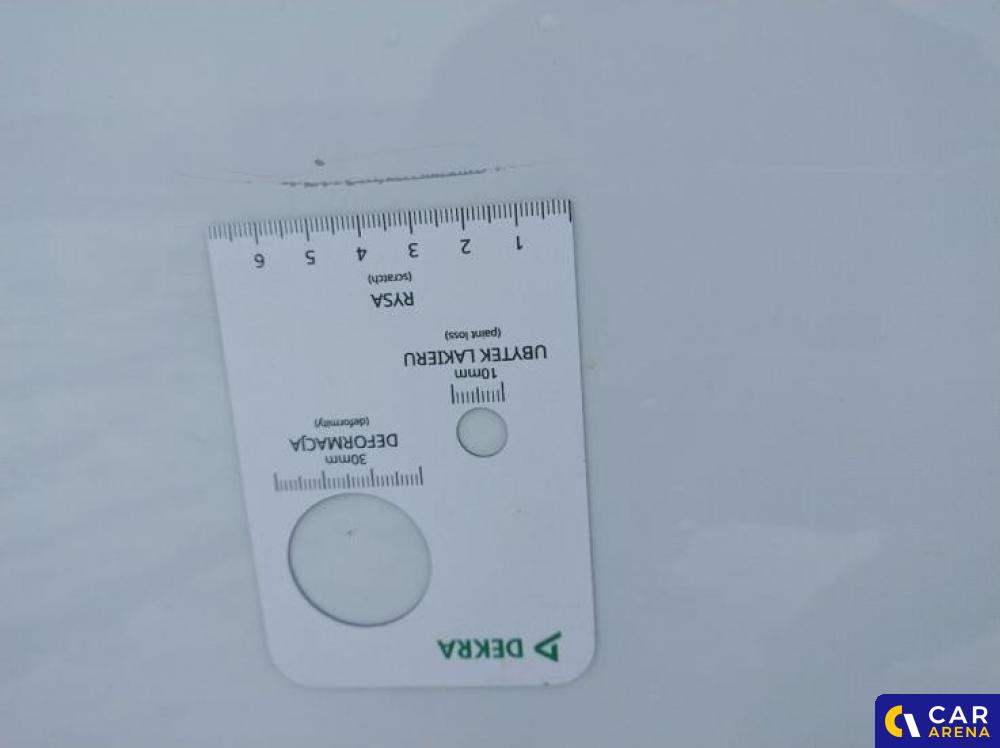 DEKRA
30mm
DEFORMACJA
(deformity)
10mm
UBYTEK LAKIERU
(paint loss)
RYSA
(scratch)
1 2 3 4 5 6
CAR
ARENA